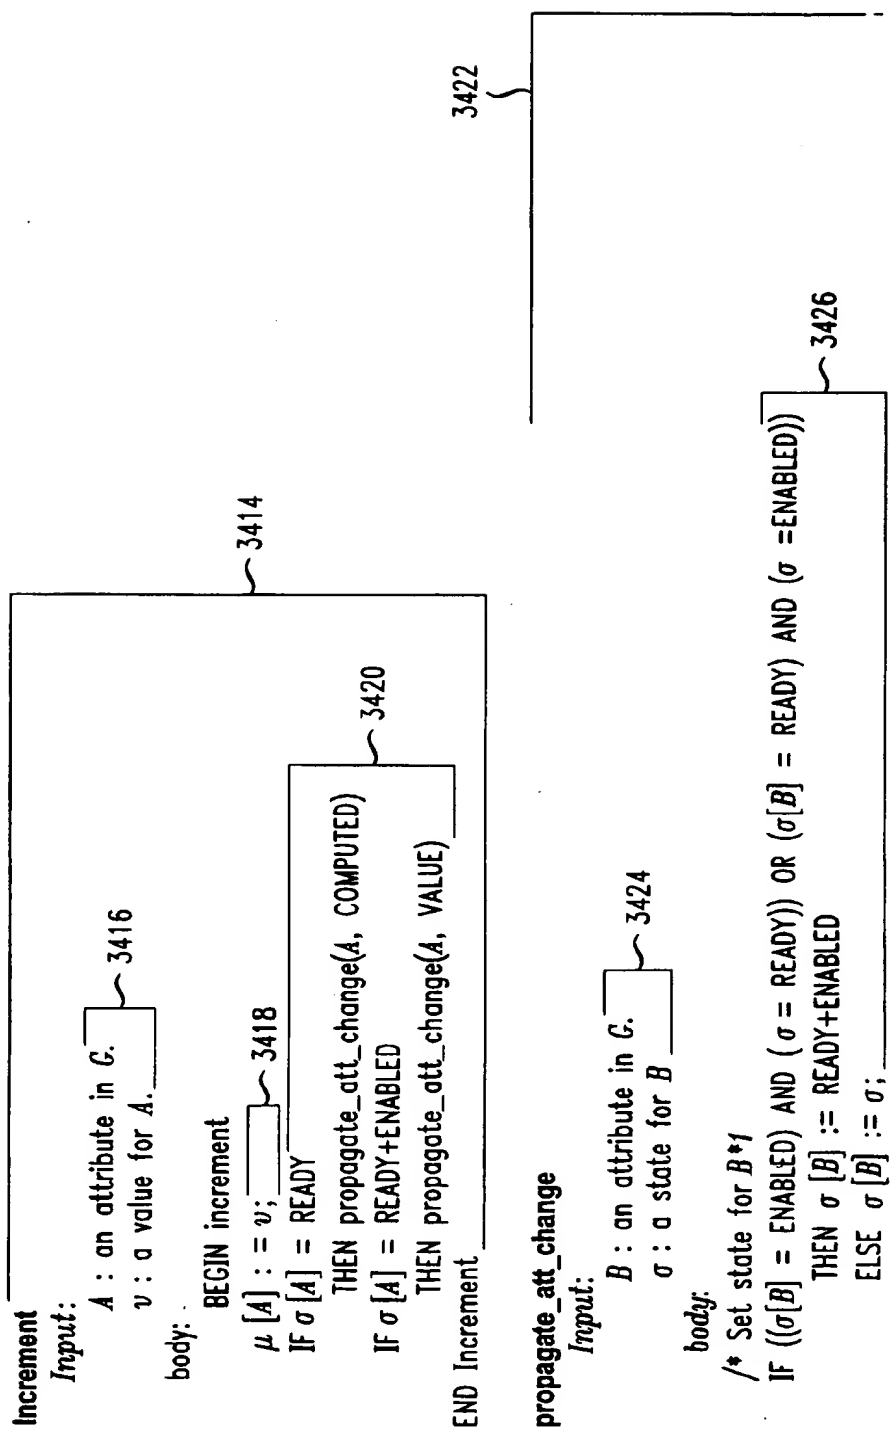 Increment
Input:
A : an attribute in G.
v : a value for A.
3416
body:
BEGIN increment
μ [A] : = v;
3418
IF σ [A] = READY
THEN propagate_att_change(A, COMPUTED)
IF σ [A] = READY+ENABLED
THEN propagate_att_change(A, VALUE)
3420
END Increment
3414
propagate_att_change
3422
Input:
B : an attribute in G.
σ : a state for B
3424
body:
/* Set state for B*1
IF ((σ[B] = ENABLED) AND (σ = READY)) OR (σ[B] = READY) AND (σ =ENABLED))
THEN σ [B] := READY+ENABLED
ELSE σ [B] := σ;
3426